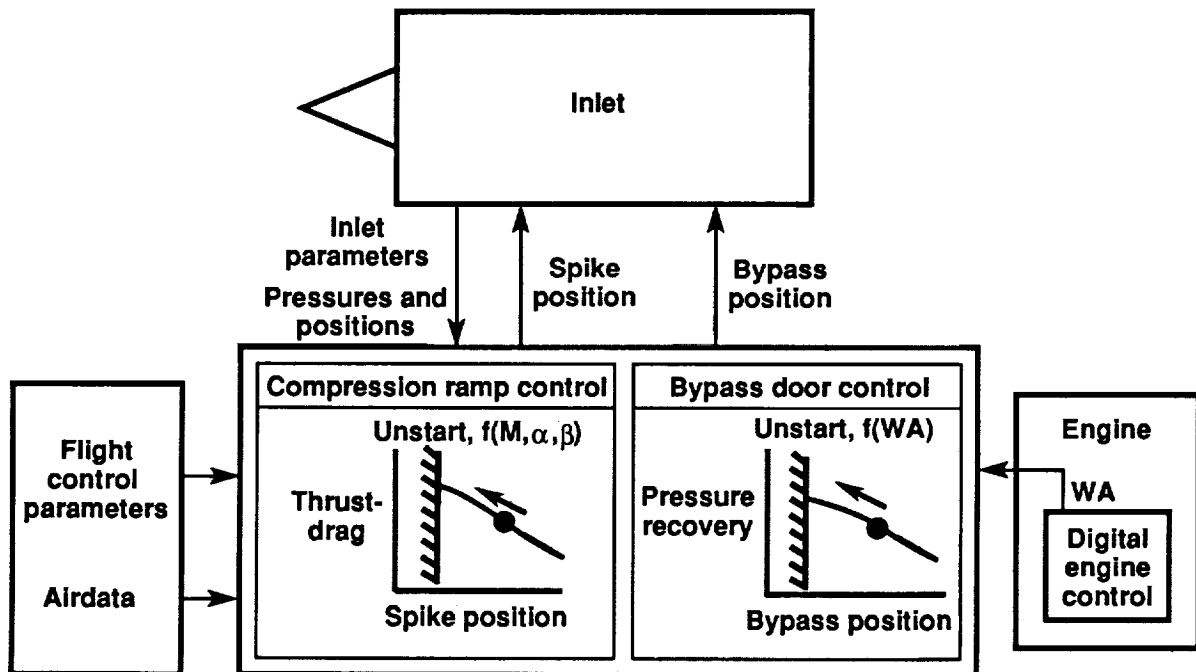 Inlet
Inlet
parameters
Pressures and
positions
Spike
position
Bypass
position
Flight
control
parameters
Airdata
Compression ramp control
Unstart, f(M,α,β)
Thrust-
drag
Spike position
Bypass door control
Unstart, f(WA)
Pressure
recovery
Bypass position
Engine
WA
Digital
engine
control